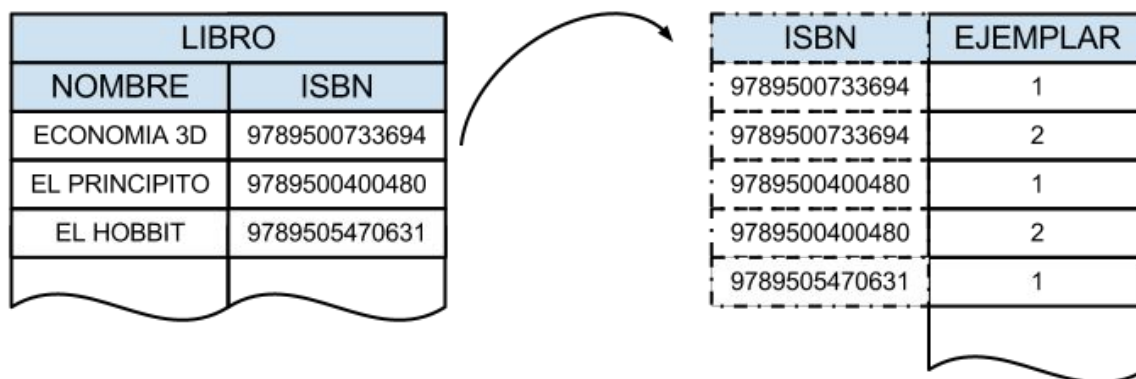 LIBRO
NOMBRE ISBN
ECONOMIA 3D 9789500733694
EL PRINCIPITO 9789500400480
EL HOBBIT 9789505470631
ISBN EJEMPLAR
9789500733694 1
9789500733694 2
9789500400480 1
9789500400480 2
9789505470631 1